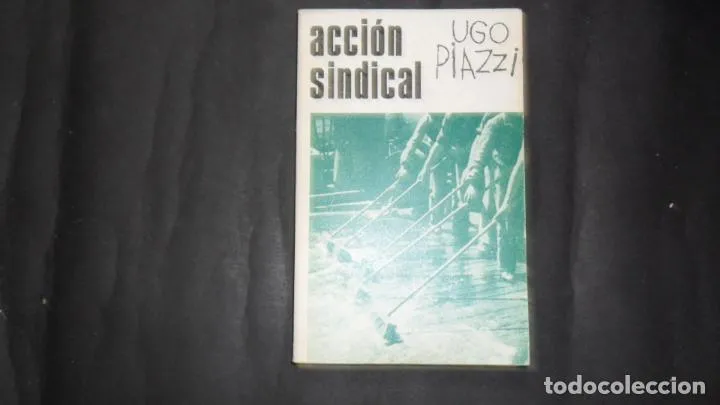 acción
sindical
UGO
PIAZZI
todocoleccion